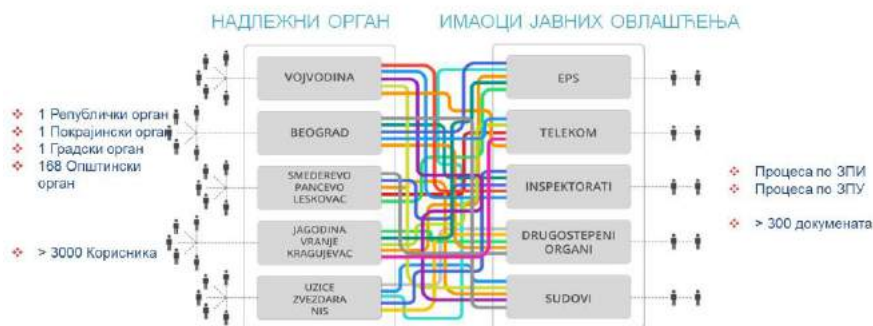 НАДЛЕЖНИ ОРГАН
ИМАОЦИ ЈАВНИХ ОВЛАШЋЕЊА
1 Републички орган
1 Покрајински орган
1 Градски орган
168 Општински
орган
> 3000 Корисника
VOJVODINA
BEOGRAD
SMEDEREVO
PANCEVO
LESKOVAC
JAGODINA
VRANJE
KRAGUJEVAC
UZICE
ZVEZDARA
NIS
EPS
TELEKOM
INSPEKTORATI
DRUGOSTEPENI
ORGANI
SUDOVI
Процеса по ЗПИ
Процеса по ЗПУ
> 300 докумената